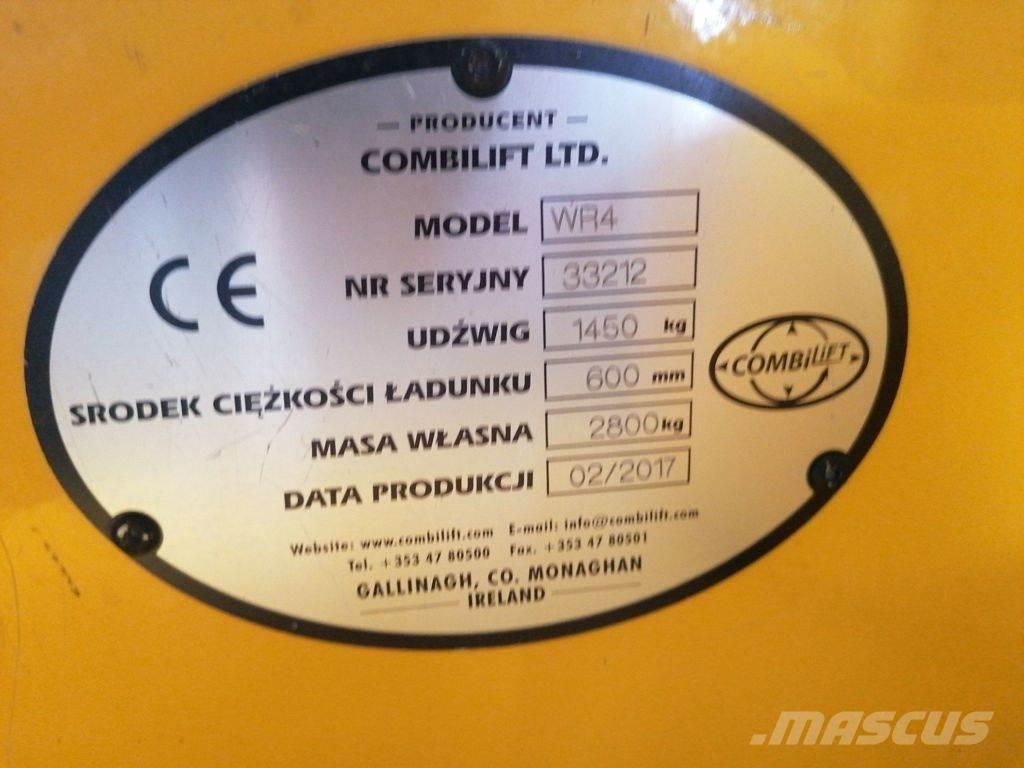 — PRODUCENT —
COMBILIFT LTD.
MODEL WR4
NR SERYJNY 33212
UDŹWIG 1450 kg
SRODEK CIĘŻKOŚCI ŁADUNKU 600 mm
MASA WŁASNA 2800 kg
DATA PRODUKCJI 02/2017
CE
COMBiLiFT
Website: www.combilift.com E-mail: info@combilift.com
Tel. +353 47 80500 Fax. +353 47 80501
GALLINAGH, CO. MONAGHAN
IRELAND
.MASCUS